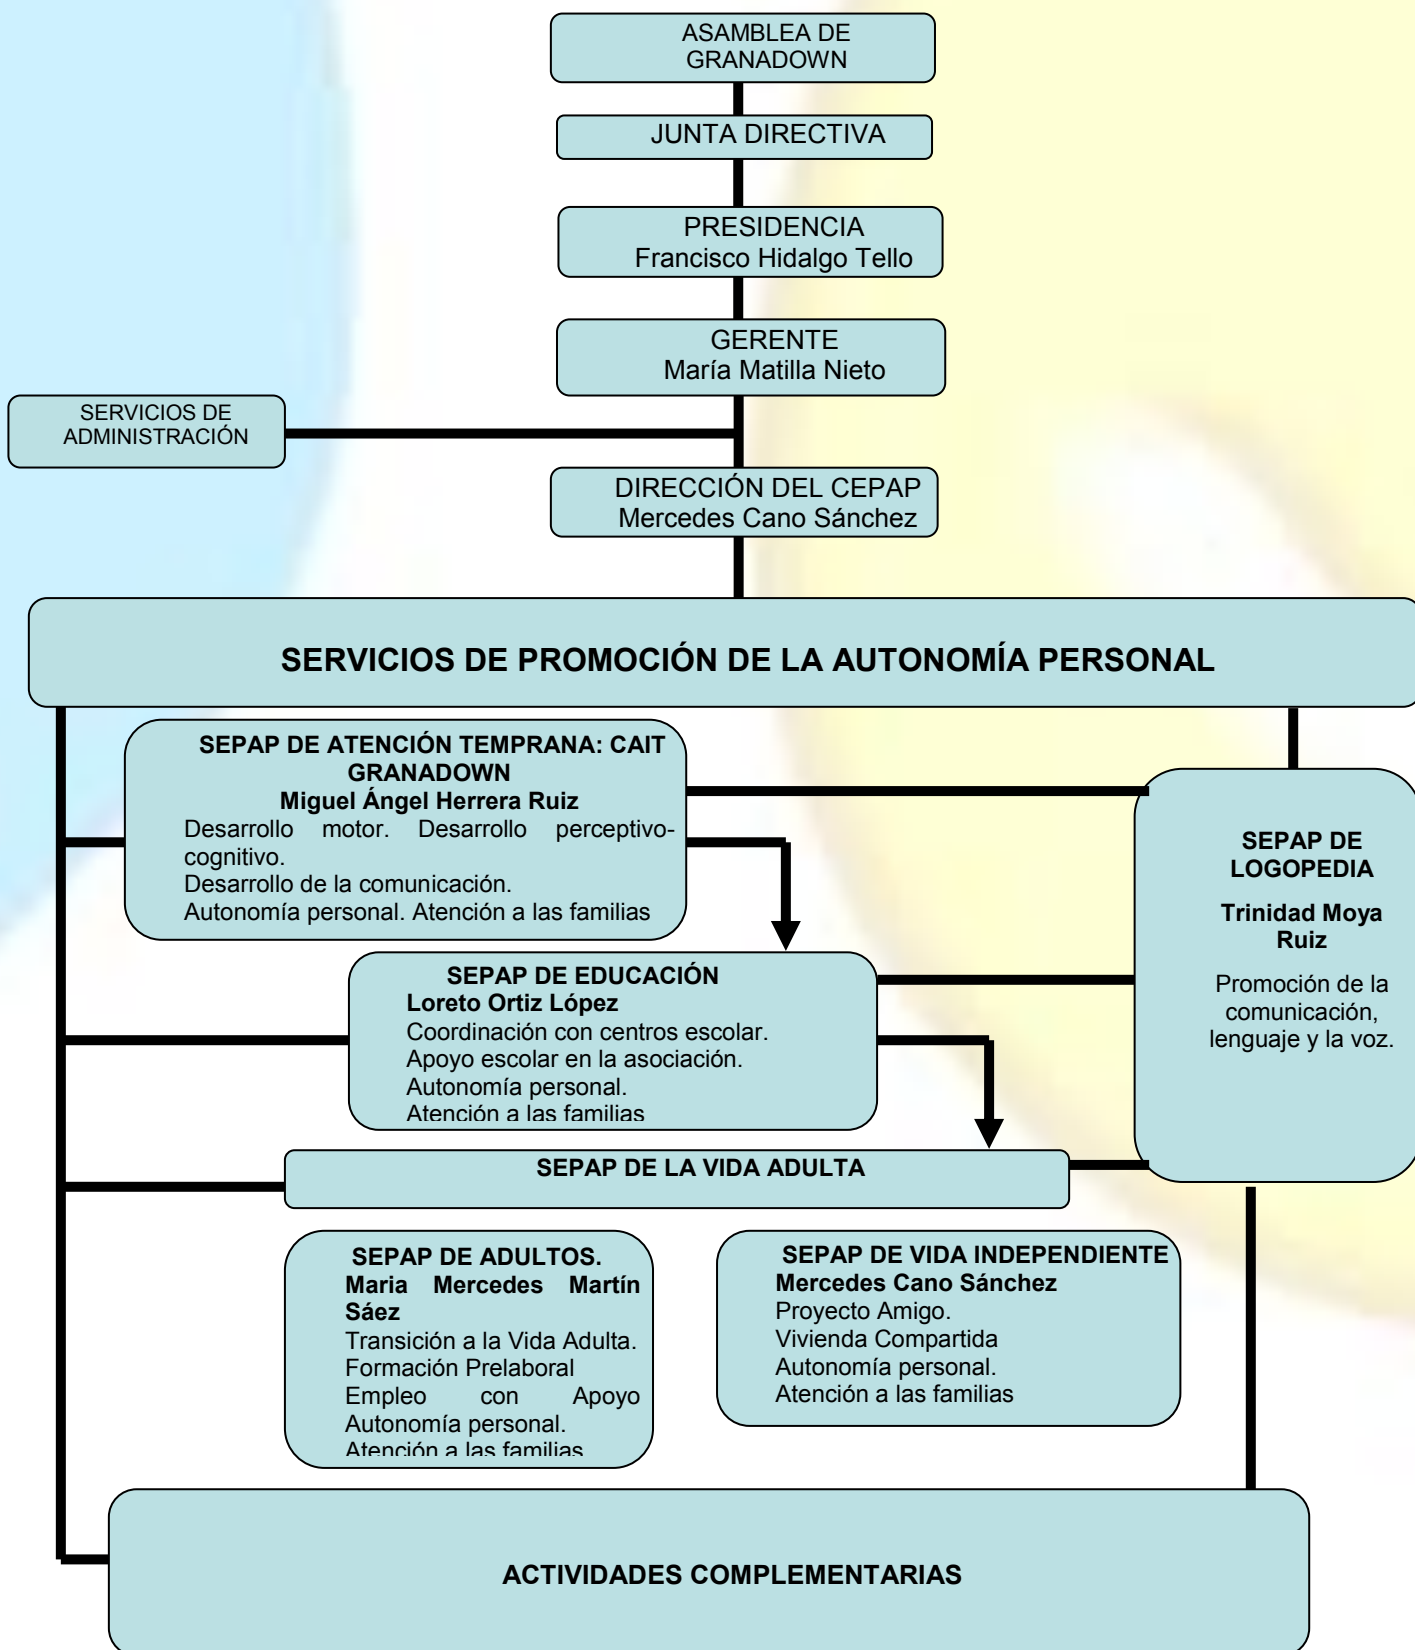 ASAMBLEA DE
GRANADOWN
JUNTA DIRECTIVA
PRESIDENCIA
Francisco Hidalgo Tello
GERENTE
María Matilla Nieto
SERVICIOS DE
ADMINISTRACIÓN
DIRECCIÓN DEL CEPAP
Mercedes Cano Sánchez
SERVICIOS DE PROMOCIÓN DE LA AUTONOMÍA PERSONAL
SEPAP DE ATENCIÓN TEMPRANA: CAIT
GRANADOWN
Miguel Ángel Herrera Ruiz
Desarrollo motor. Desarrollo perceptivo-
cognitivo.
Desarrollo de la comunicación.
Autonomía personal. Atención a las familias
SEPAP DE
LOGOPEDIA
Trinidad Moya
Ruiz
Promoción de la
comunicación,
lenguaje y la voz.
SEPAP DE EDUCACIÓN
Loreto Ortiz López
Coordinación con centros escolar.
Apoyo escolar en la asociación.
Autonomía personal.
Atención a las familias
SEPAP DE LA VIDA ADULTA
SEPAP DE ADULTOS.
Maria Mercedes Martín
Sáez
Transición a la Vida Adulta.
Formación Prelaboral
Empleo con Apoyo
Autonomía personal.
Atención a las familias
SEPAP DE VIDA INDEPENDIENTE
Mercedes Cano Sánchez
Proyecto Amigo.
Vivienda Compartida
Autonomía personal.
Atención a las familias
ACTIVIDADES COMPLEMENTARIAS